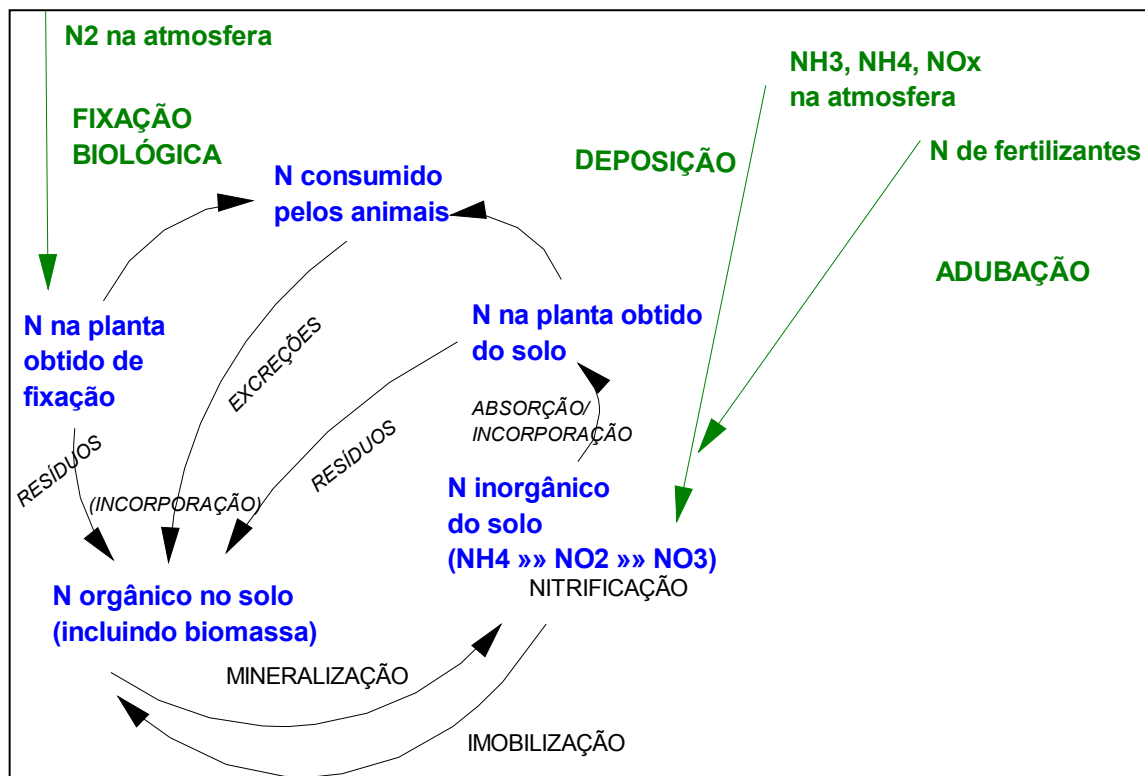 N2 na atmosfera
FIXAÇÃO
BIOLÓGICA
NH3, NH4, NOx
na atmosfera
DEPOSIÇÃO
N de fertilizantes
ADUBAÇÃO
N consumido
pelos animais
N na planta
obtido de
fixação
EXCREÇÕES
N na planta obtido
do solo
ABSORÇÃO/
INCORPORAÇÃO
RESÍDUOS
(INCORPORAÇÃO)
RESÍDUOS
N inorgânico
do solo
(NH4 »» NO2 »» NO3)
NITRIFICAÇÃO
N orgânico no solo
(incluindo biomassa)
MINERALIZAÇÃO
IMOBILIZAÇÃO